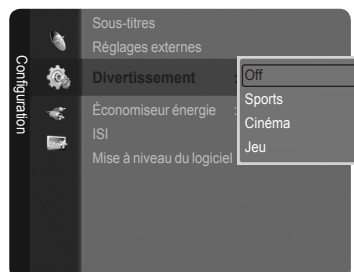 Configuration
Sous-titres
Réglages externes
Divertissement :
Off
Sports
Économiseur énergie :
Cinéma
ISI
Jeu
Mise à niveau du logiciel